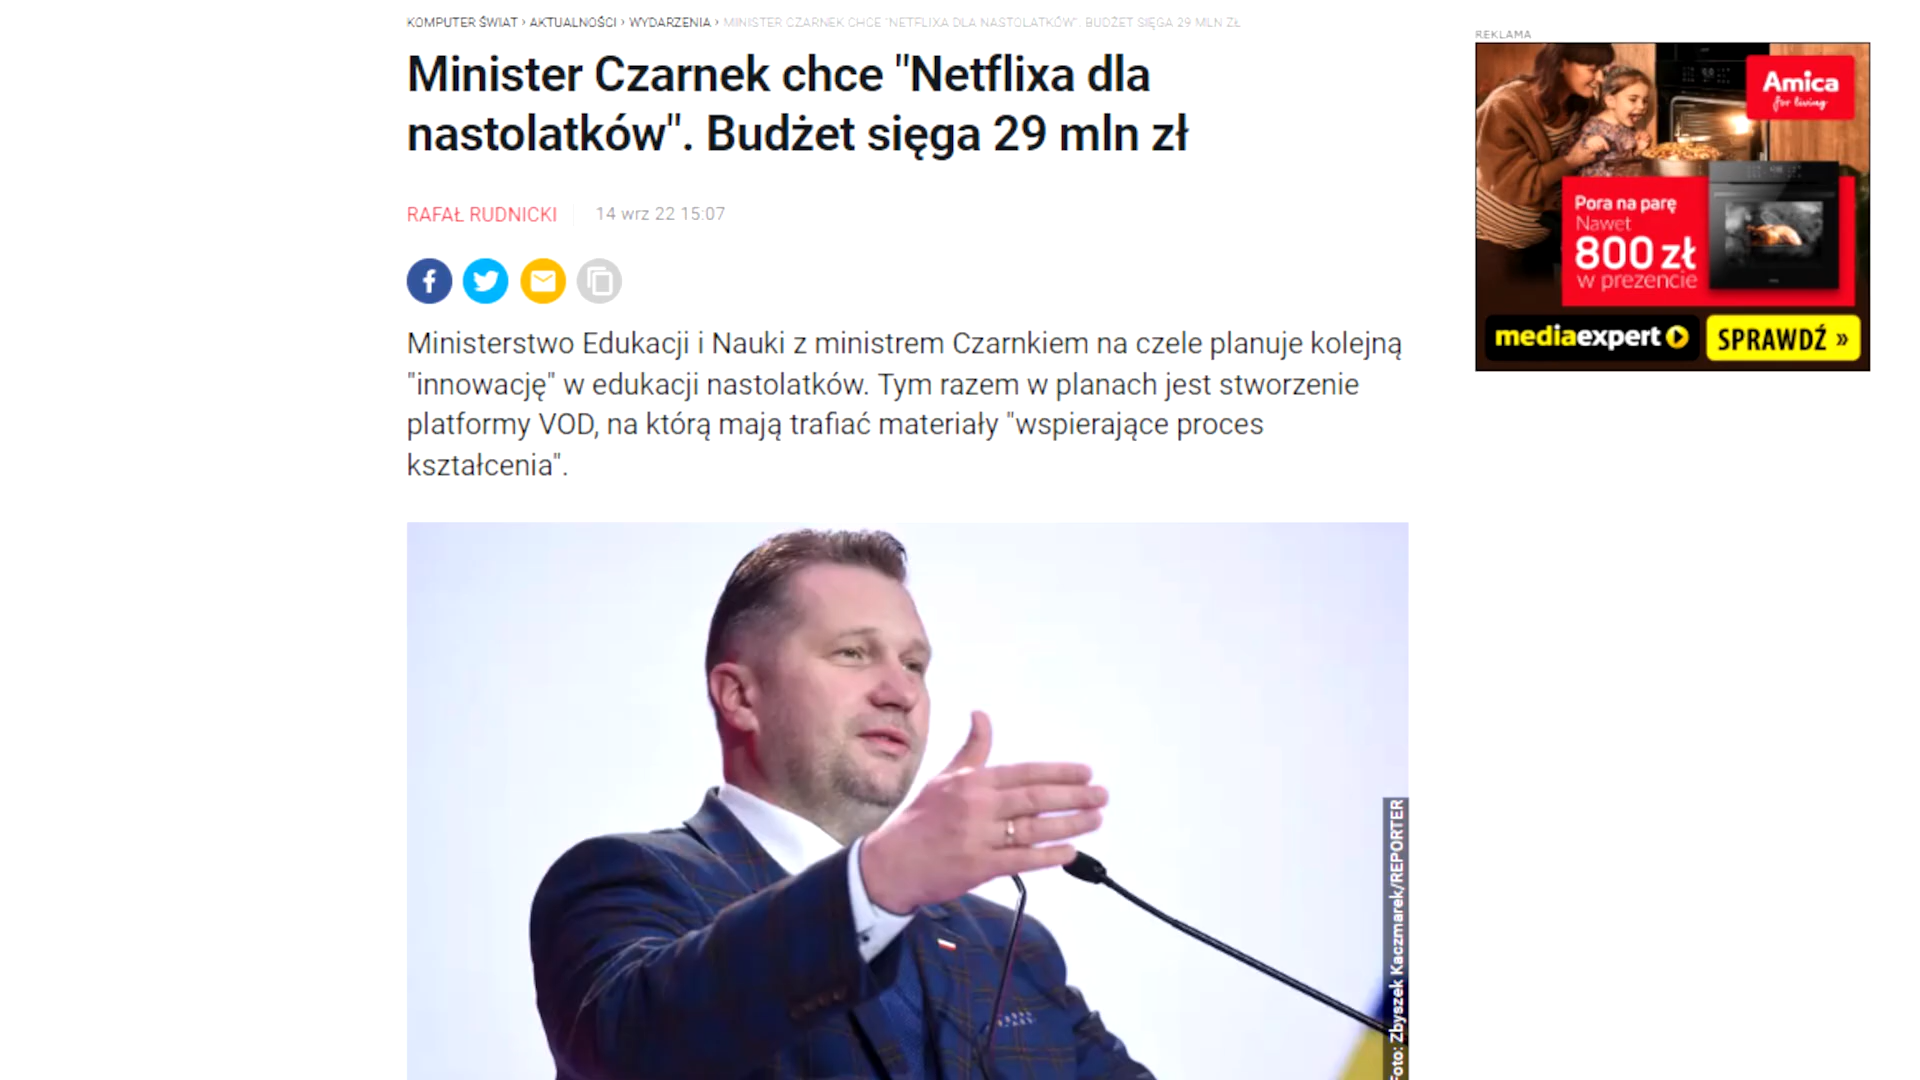 KOMPUTER ŚWIAT › AKTUALNOŚCI › WYDARZENIA › MINISTER CZARNEK CHCE "NETFLIXA DLA NASTOLATKÓW". BUDŻET SIĘGA 29 MLN ZŁ
Minister Czarnek chce "Netflixa dla
nastolatków". Budżet sięga 29 mln zł
RAFAŁ RUDNICKI 14 wrz 22 15:07
Ministerstwo Edukacji i Nauki z ministrem Czarnkiem na czele planuje kolejną
"innowację" w edukacji nastolatków. Tym razem w planach jest stworzenie
platformy VOD, na którą mają trafiać materiały "wspierające proces
kształcenia".
Foto: Zbyszek Kaczmarek/REPORTER
REKLAMA
Amica
for living
Pora na parę
Nawet
800 zł
w prezencie
mediaexpert
SPRAWDŹ »